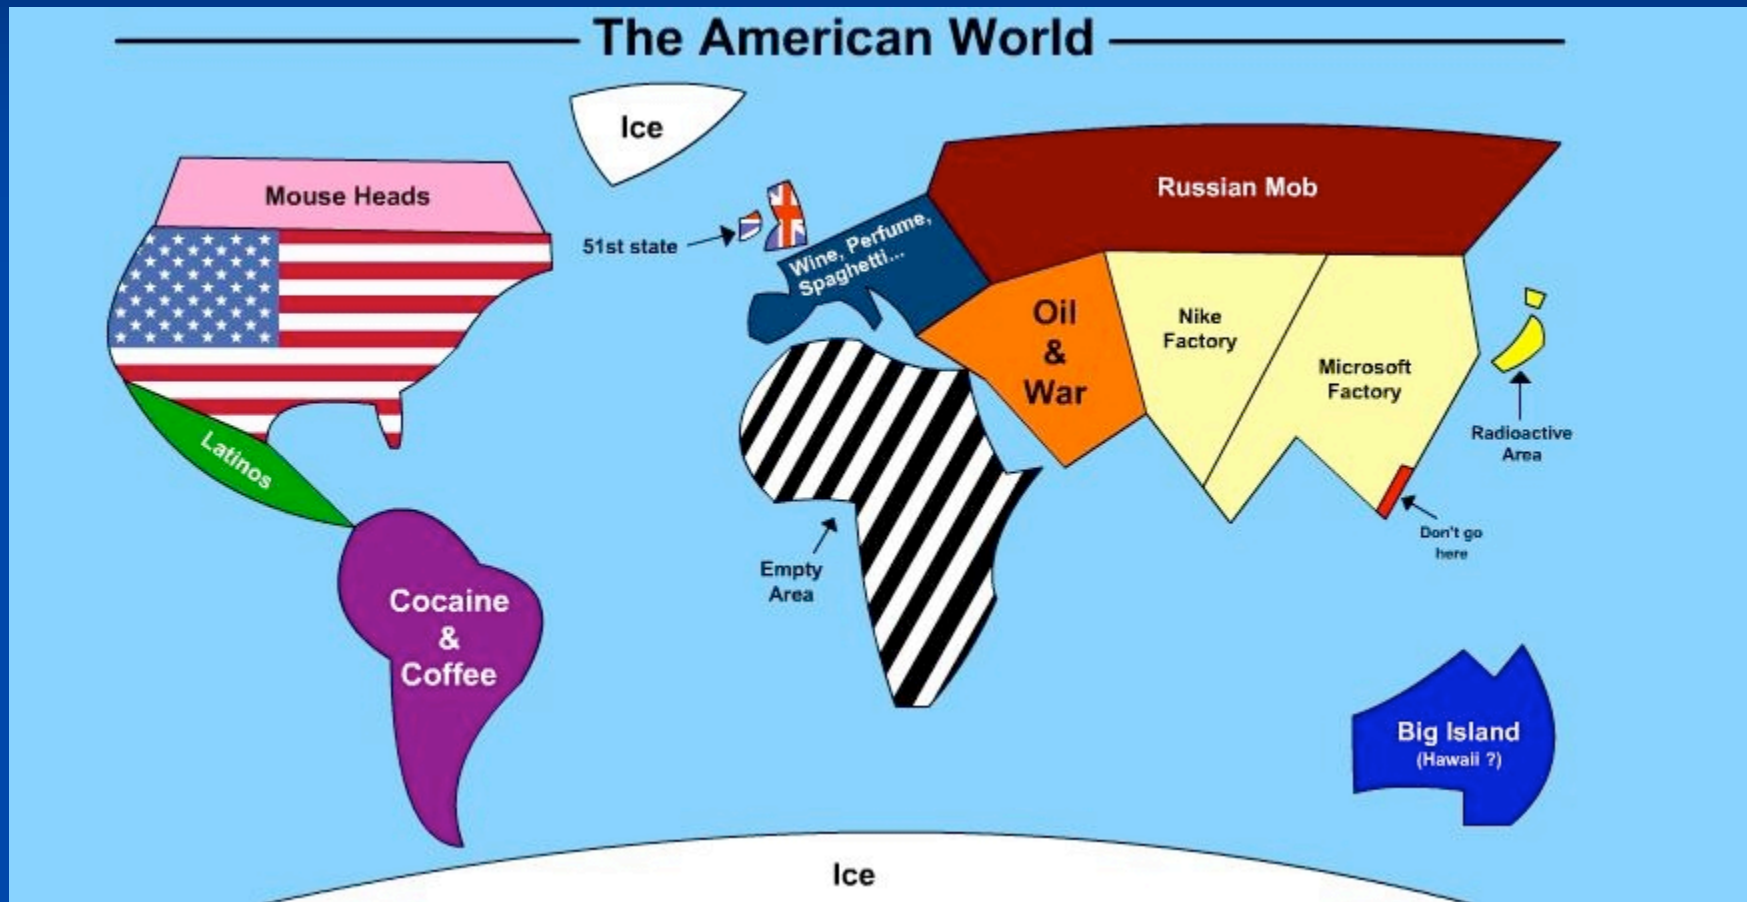 The American World
Ice
Mouse Heads
Russian Mob
51st state
Wine, Perfume,
Spaghetti...
Oil
&
War
Nike
Factory
Microsoft
Factory
Radioactive
Area
Latinos
Don't go
here
Empty
Area
Cocaine
&
Coffee
Big Island
(Hawaii ?)
Ice